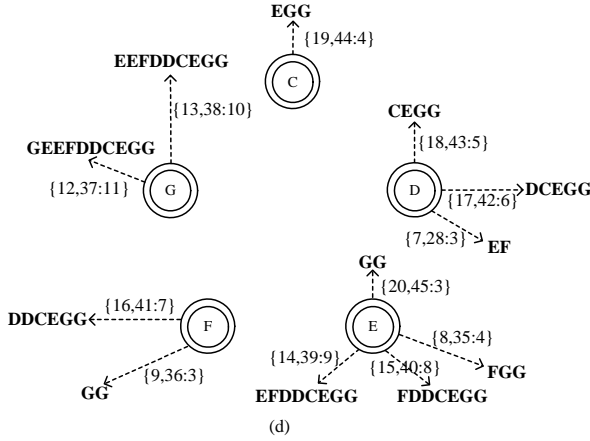 EGG
{19,44:4}
C
EEFDDCEGG
{13,38:10}
GEEFDDCEGG
{12,37:11}
G
CEGG
{18,43:5}
D
DCEGG
{17,42:6}
{7,28:3}
EF
GG
{20,45:3}
DDCEGG
{16,41:7}
F
GG
{9,36:3}
E
{8,35:4}
FGG
{14,39:9}
{15,40:8}
EFDDCEGG
FDDCEGG
(d)